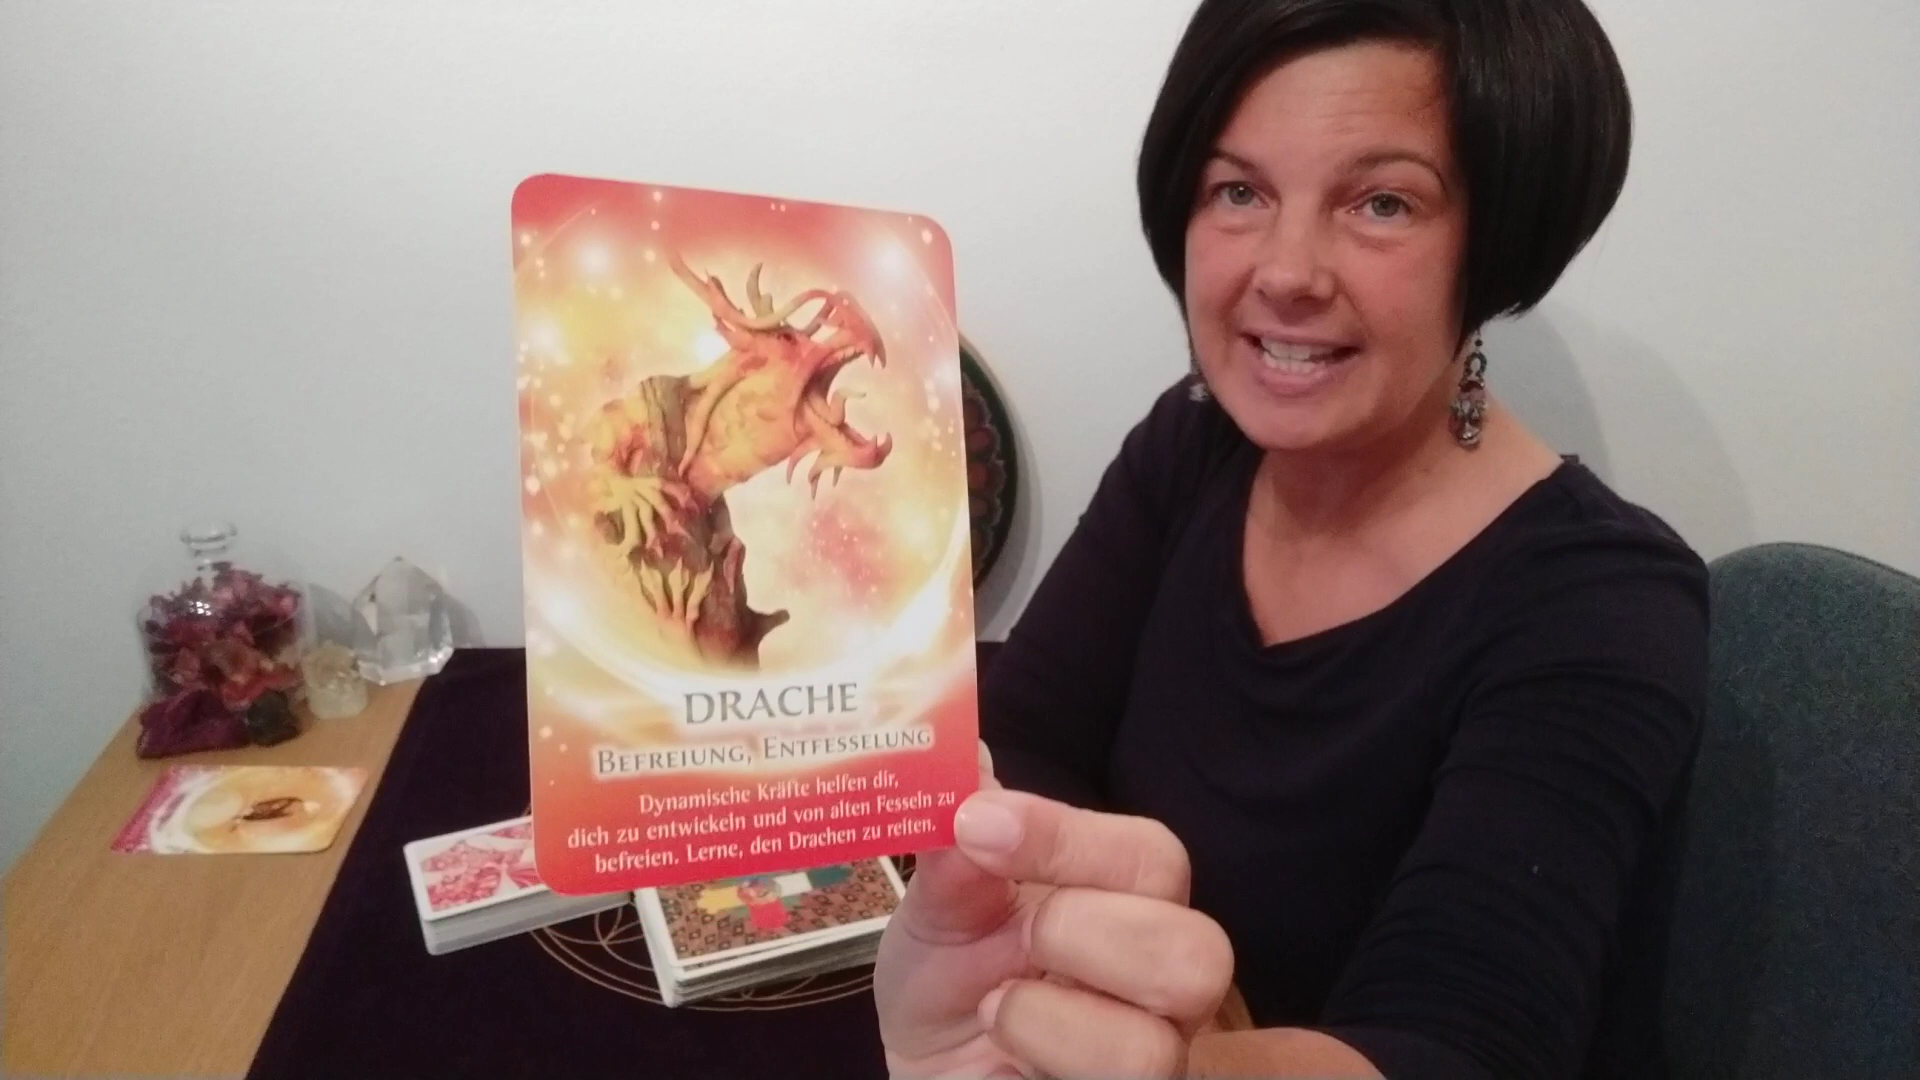 DRACHE
BEFREIUNG, ENTFESSELUNG
Dynamische Kräfte helfen dir,
dich zu entwickeln und von alten Fesseln zu
befreien. Lerne, den Drachen zu reiten.